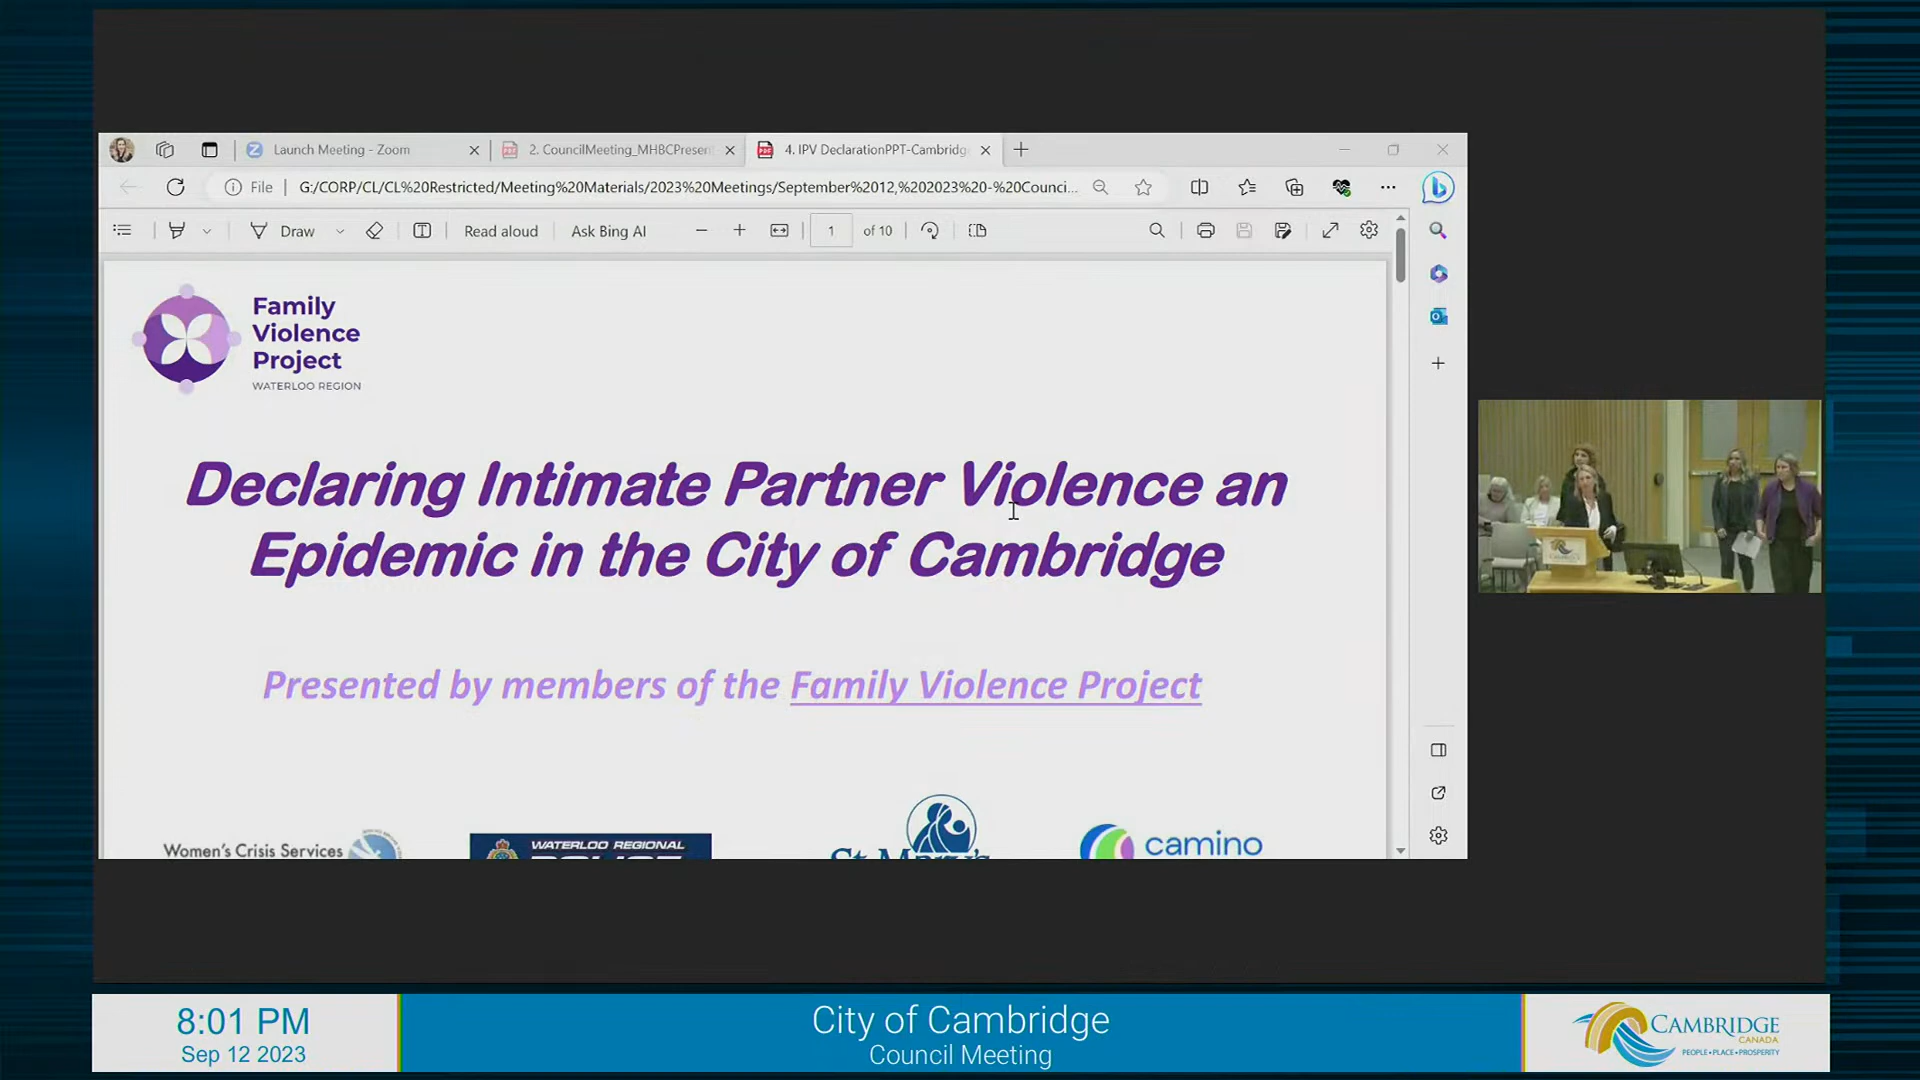 Launch Meeting - Zoom
2. CouncilMeeting_MHBCPresen
4. IPV DeclarationPPT-Cambridg
File
G:/CORP/CL/CL%20Restricted/Meeting%20Materials/2023%20Meetings/September%2012,%202023%20-%20Counci...
Draw
Read aloud
Ask Bing AI
1
of 10
Family
Violence
Project
WATERLOO REGION
Declaring Intimate Partner Violence an
Epidemic in the City of Cambridge
Presented by members of the Family Violence Project
Women's Crisis Services
WATERLOO REGIONAL
POLICE
St. Mary's
camino
8:01 PM
Sep 12 2023
City of Cambridge
Council Meeting
CAMBRIDGE
CANADA
PEOPLE • PLACE • PROSPERITY